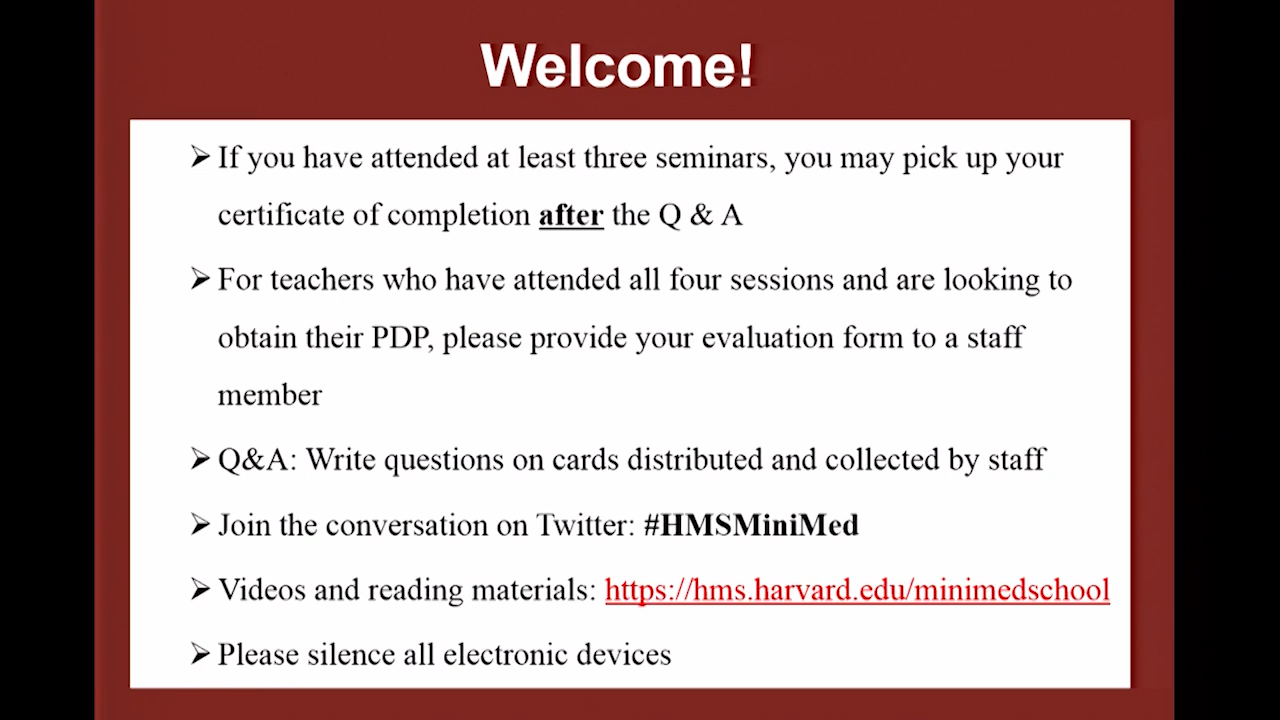 Welcome!
➢ If you have attended at least three seminars, you may pick up your
certificate of completion after the Q & A
➢ For teachers who have attended all four sessions and are looking to
obtain their PDP, please provide your evaluation form to a staff
member
➢ Q&A: Write questions on cards distributed and collected by staff
➢ Join the conversation on Twitter: #HMSMiniMed
➢ Videos and reading materials: https://hms.harvard.edu/minimedschool
➢ Please silence all electronic devices